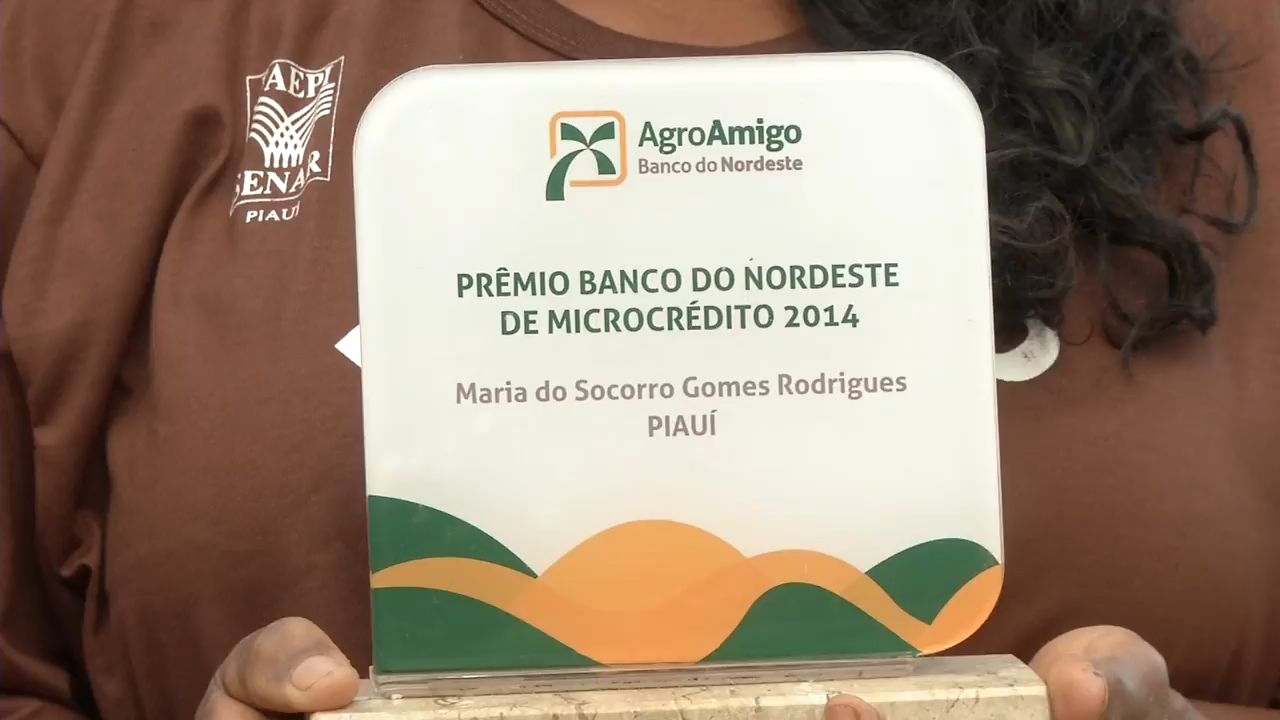 FAEPI
SENAR
PIAUÍ
AgroAmigo
Banco do Nordeste
PRÊMIO BANCO DO NORDESTE
DE MICROCRÉDITO 2014
Maria do Socorro Gomes Rodrigues
PIAUÍ